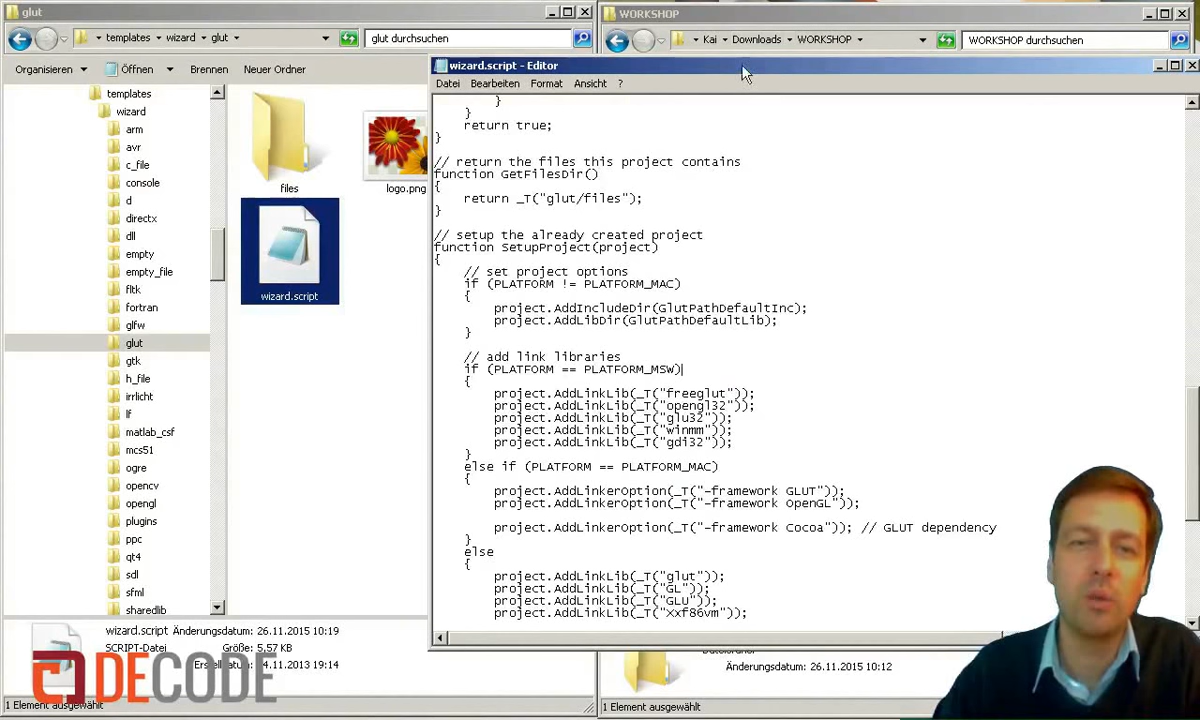 glut
templates
wizard
glut
glut durchsuchen
Organisieren
Öffnen
Brennen
Neuer Ordner
templates
wizard
arm
avr
c_file
console
d
directx
dll
empty
empty_file
fltk
fortran
glfw
glut
gtk
h_file
irrlicht
lf
matlab_csf
mcs51
ogre
opencv
opengl
plugins
ppc
qt4
sdl
sfml
sharedlib
files
logo.png
wizard.script
wizard.script Änderungsdatum: 26.11.2015 10:19
SCRIPT-Datei Größe: 5,57 KB
Erstelldatum: 14.11.2013 19:14
DECODE
1 Element ausgewählt
WORKSHOP
Kai
Downloads
WORKSHOP
WORKSHOP durchsuchen
wizard.script - Editor
Datei
Bearbeiten
Format
Ansicht
?
}
}
return true;
}
// return the files this project contains
function GetFilesDir()
{
return _T("glut/files");
}
// setup the already created project
function SetupProject(project)
{
// set project options
if (PLATFORM != PLATFORM_MAC)
{
project.AddIncludeDir(GlutPathDefaultInc);
project.AddLibDir(GlutPathDefaultLib);
}
// add link libraries
if (PLATFORM == PLATFORM_MSW)
{
project.AddLinkLib(_T("freeglut"));
project.AddLinkLib(_T("opengl32"));
project.AddLinkLib(_T("glu32"));
project.AddLinkLib(_T("winmm"));
project.AddLinkLib(_T("gdi32"));
}
else if (PLATFORM == PLATFORM_MAC)
{
project.AddLinkerOption(_T("-framework GLUT"));
project.AddLinkerOption(_T("-framework OpenGL"));
project.AddLinkerOption(_T("-framework Cocoa")); // GLUT dependency
}
else
{
project.AddLinkLib(_T("glut"));
project.AddLinkLib(_T("GL"));
project.AddLinkLib(_T("GLU"));
project.AddLinkLib(_T("Xxf86vm"));
Änderungsdatum: 26.11.2015 10:12
1 Element ausgewählt